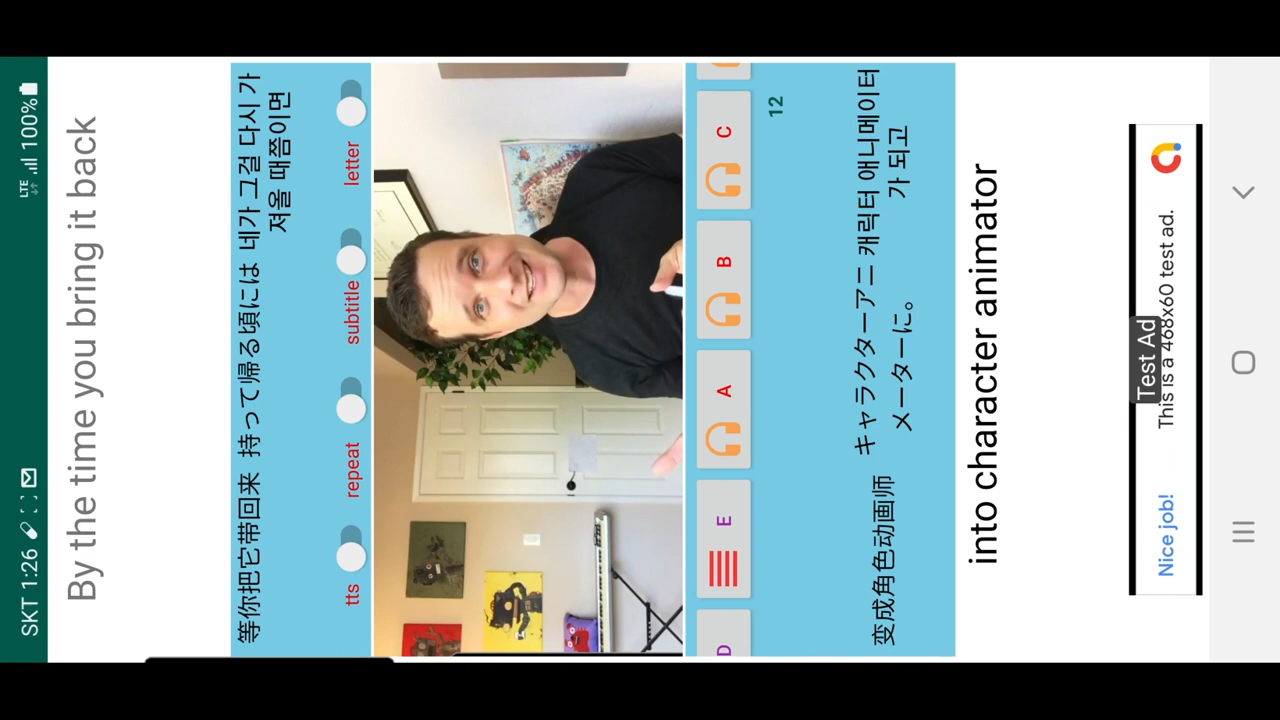 SKT 1:26 LTE 100%
By the time you bring it back
等你把它带回来
持って帰る頃には
네가 그걸 다시 가
져올 때쯤이면
tts repeat subtitle letter
D E A B C
12
变成角色动画师
キャラクターアニ
メーターに。
캐릭터 애니메이터
가 되고
into character animator
Test Ad
Nice job! This is a 468x60 test ad.